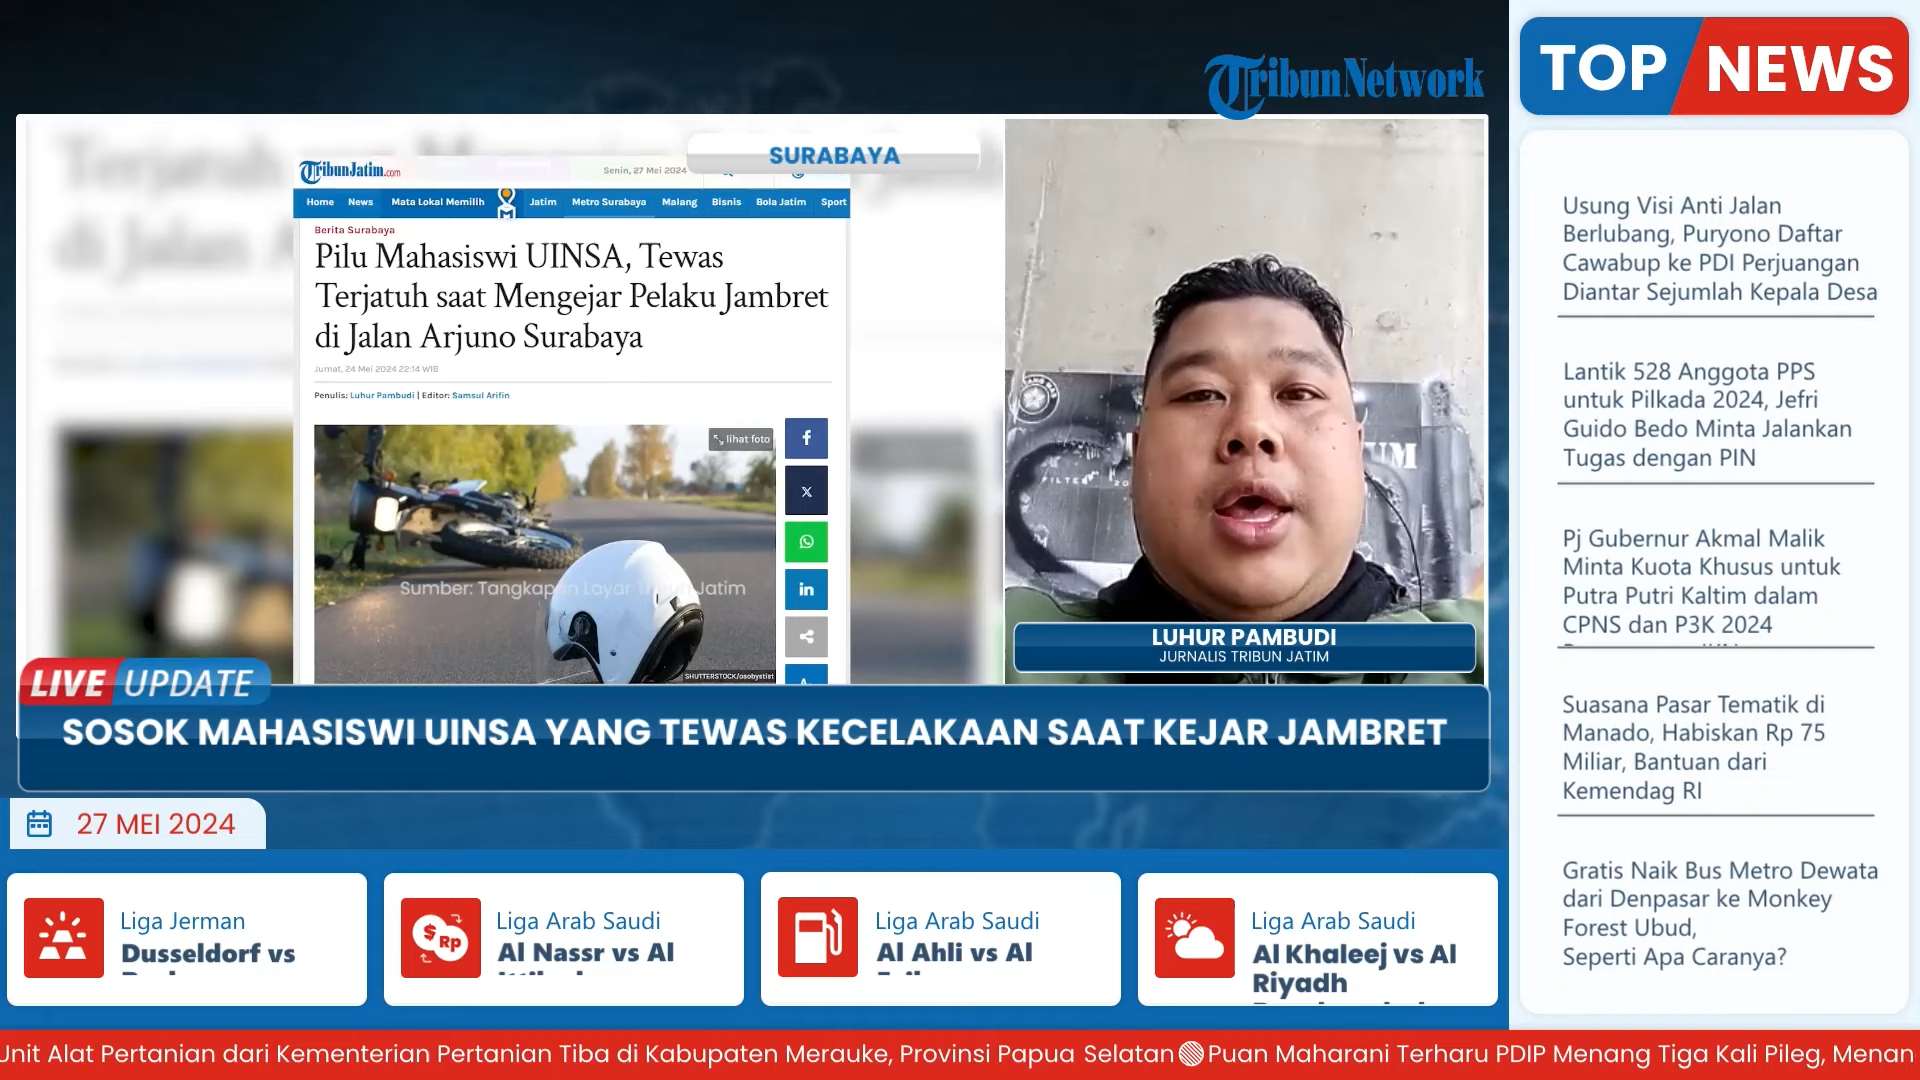 TribunNetwork
TOP NEWS
SURABAYA
TribunJatim.com
Senin, 27 Mei 2024
Home News Mata Lokal Memilih Jatim Metro Surabaya Malang Bisnis Bola Jatim Sport
Berita Surabaya
Pilu Mahasiswi UINSA, Tewas
Terjatuh saat Mengejar Pelaku Jambret
di Jalan Arjuno Surabaya
Jumat, 24 Mei 2024 22:14 WIB
Penulis: Luhur Pambudi | Editor: Samsul Arifin
lihat foto
Sumber: Tangkapan Layar Tribun Jatim
SHUTTERSTOCK/osobystist
LUHUR PAMBUDI
JURNALIS TRIBUN JATIM
LIVE UPDATE
SOSOK MAHASISWI UINSA YANG TEWAS KECELAKAAN SAAT KEJAR JAMBRET
27 MEI 2024
Usung Visi Anti Jalan
Berlubang, Puryono Daftar
Cawabup ke PDI Perjuangan
Diantar Sejumlah Kepala Desa
Lantik 528 Anggota PPS
untuk Pilkada 2024, Jefri
Guido Bedo Minta Jalankan
Tugas dengan PIN
Pj Gubernur Akmal Malik
Minta Kuota Khusus untuk
Putra Putri Kaltim dalam
CPNS dan P3K 2024
Suasana Pasar Tematik di
Manado, Habiskan Rp 75
Miliar, Bantuan dari
Kemendag RI
Gratis Naik Bus Metro Dewata
dari Denpasar ke Monkey
Forest Ubud,
Seperti Apa Caranya?
Liga Jerman
Dusseldorf vs
$ Rp
Liga Arab Saudi
Al Nassr vs Al
Liga Arab Saudi
Al Ahli vs Al
Liga Arab Saudi
Al Khaleej vs Al
Riyadh
Unit Alat Pertanian dari Kementerian Pertanian Tiba di Kabupaten Merauke, Provinsi Papua Selatan Puan Maharani Terharu PDIP Menang Tiga Kali Pileg, Menan